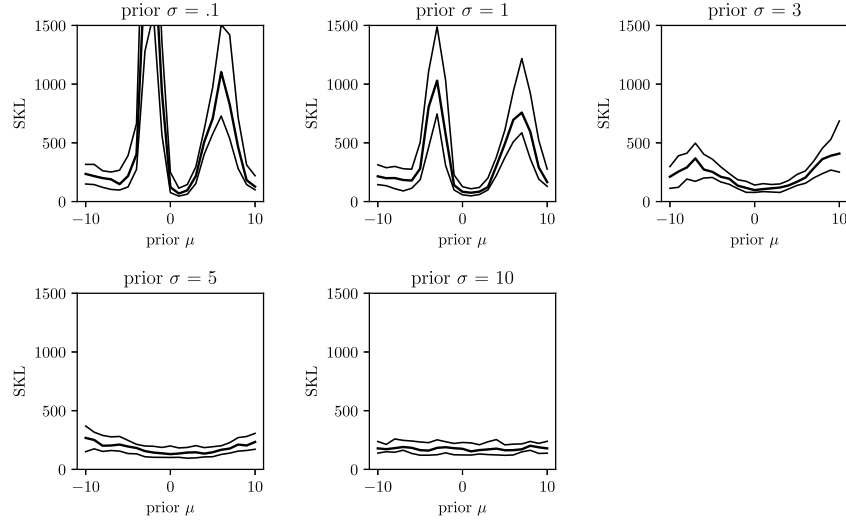 prior σ = .1
SKL
1500
1000
500
0
−10
0
10
prior μ
prior σ = 1
SKL
1500
1000
500
0
−10
0
10
prior μ
prior σ = 3
SKL
1500
1000
500
0
−10
0
10
prior μ
prior σ = 5
SKL
1500
1000
500
0
−10
0
10
prior μ
prior σ = 10
SKL
1500
1000
500
0
−10
0
10
prior μ